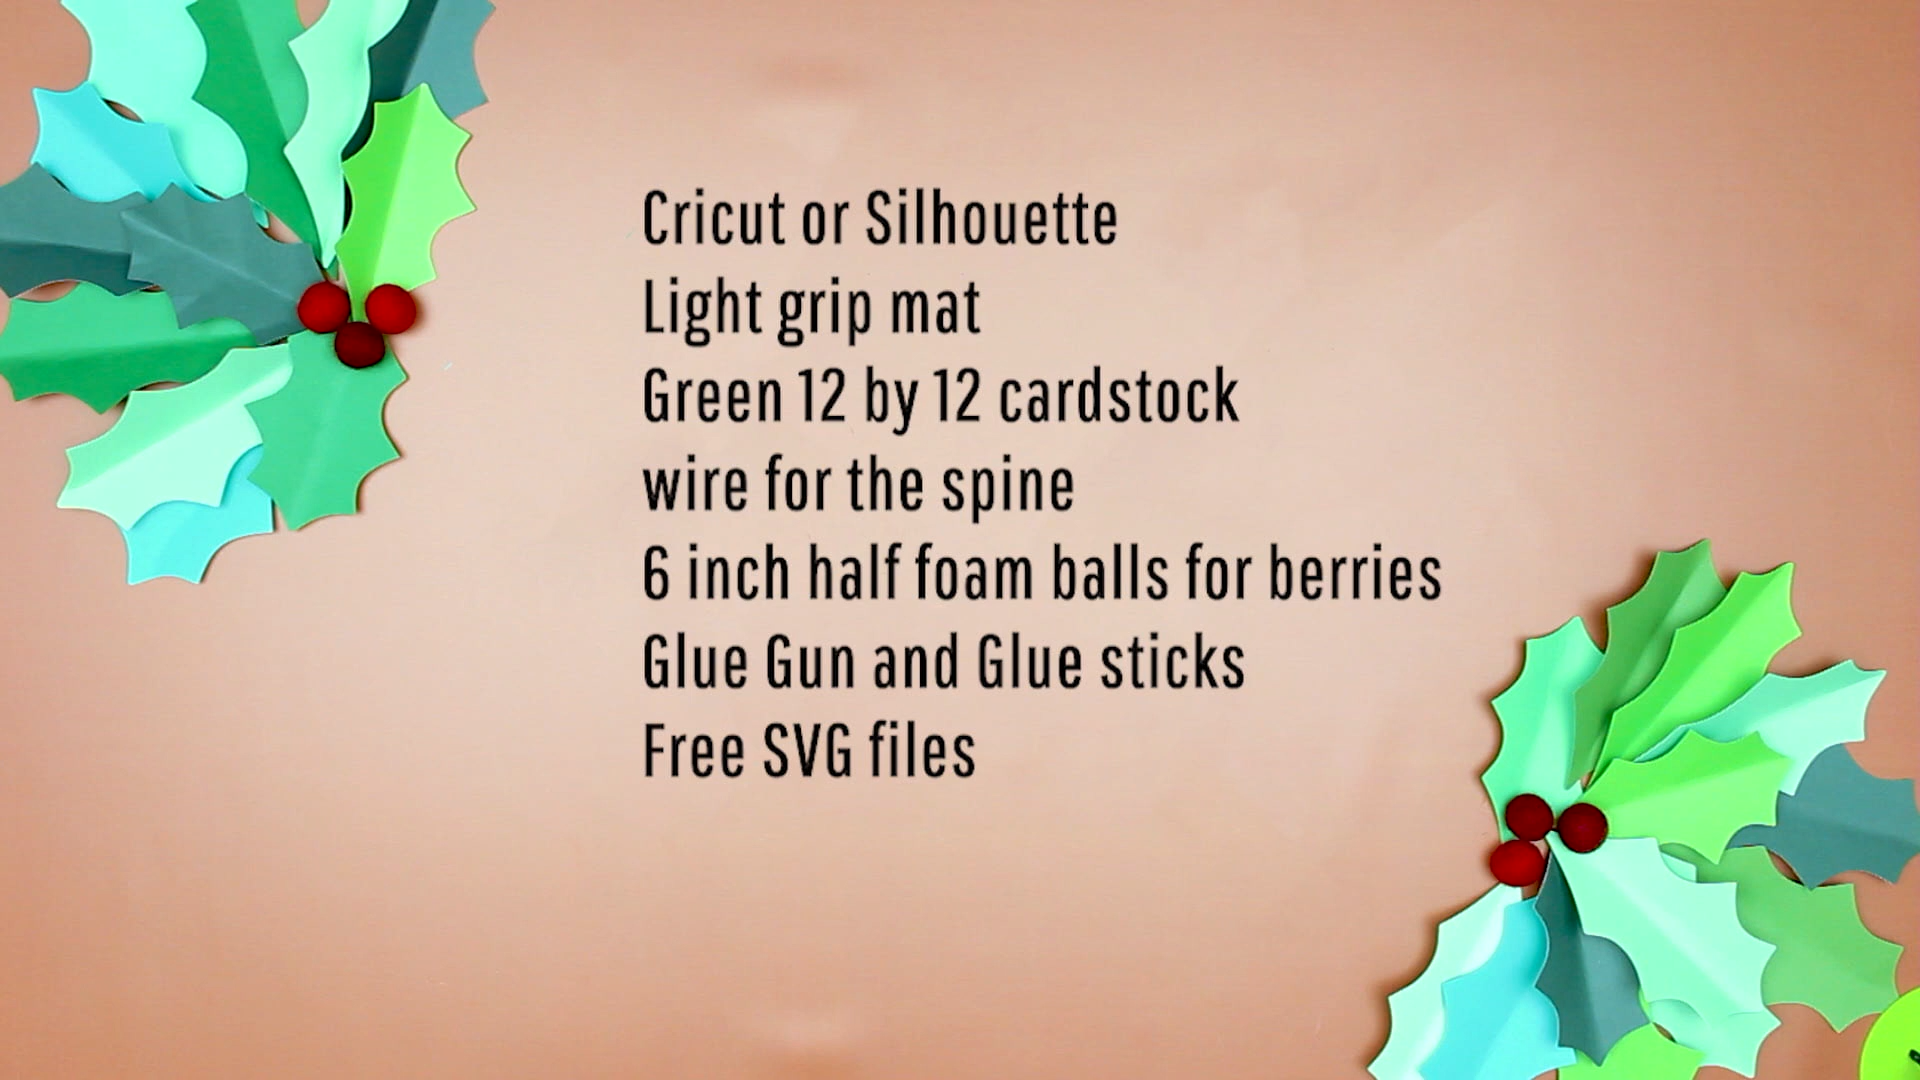 Cricut or Silhouette
Light grip mat
Green 12 by 12 cardstock
wire for the spine
6 inch half foam balls for berries
Glue Gun and Glue sticks
Free SVG files